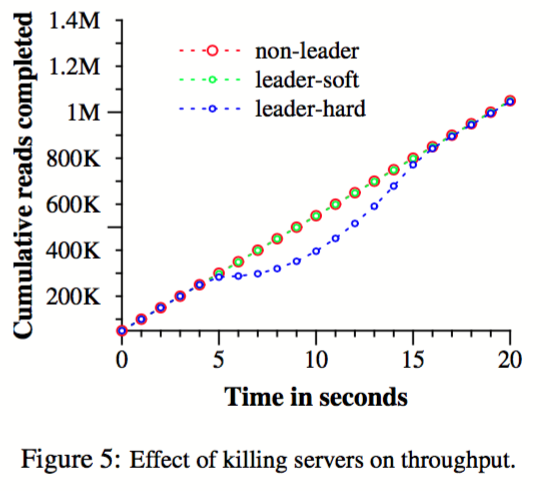 Cumulative reads completed
1.4M
1.2M
1M
800K
600K
400K
200K
non-leader
leader-soft
leader-hard
0 5 10 15 20
Time in seconds
Figure 5: Effect of killing servers on throughput.